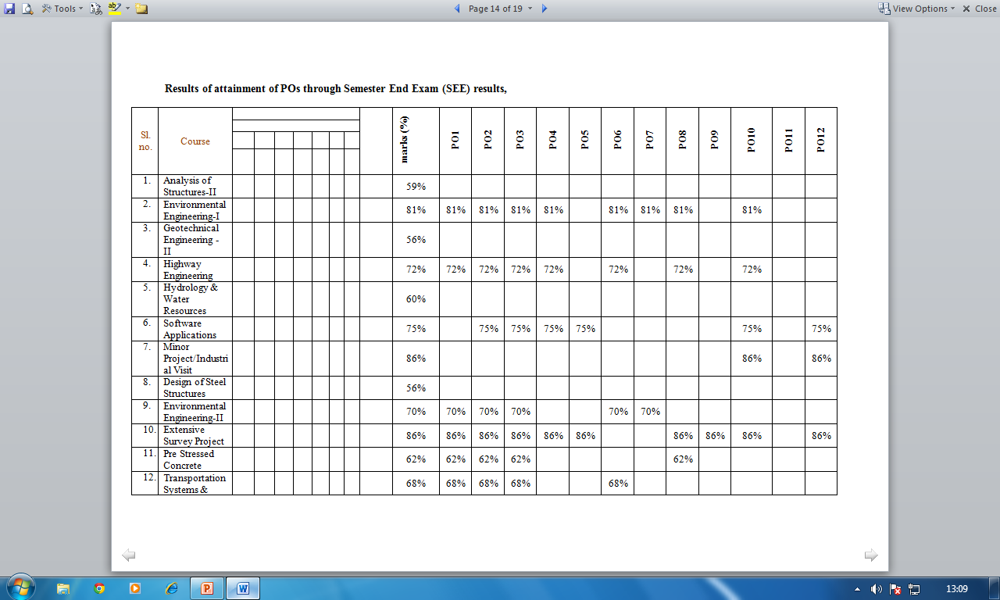 Tools
Page 14 of 19
View Options
Close
Results of attainment of POs through Semester End Exam (SEE) results,
Sl. no. Course marks (%) PO1 PO2 PO3 PO4 PO5 PO6 PO7 PO8 PO9 PO10 PO11 PO12
1. Analysis of
Structures-II 59%
2. Environmental
Engineering-I 81% 81% 81% 81% 81% 81% 81% 81% 81%
3. Geotechnical
Engineering -
II 56%
4. Highway
Engineering 72% 72% 72% 72% 72% 72% 72% 72%
5. Hydrology &
Water
Resources 60%
6. Software
Applications 75% 75% 75% 75% 75% 75% 75%
7. Minor
Project/Industri
al Visit 86% 86% 86%
8. Design of Steel
Structures 56%
9. Environmental
Engineering-II 70% 70% 70% 70% 70% 70%
10. Extensive
Survey Project 86% 86% 86% 86% 86% 86% 86% 86% 86% 86%
11. Pre Stressed
Concrete 62% 62% 62% 62% 62%
12. Transportation
Systems & 68% 68% 68% 68% 68%
13:09